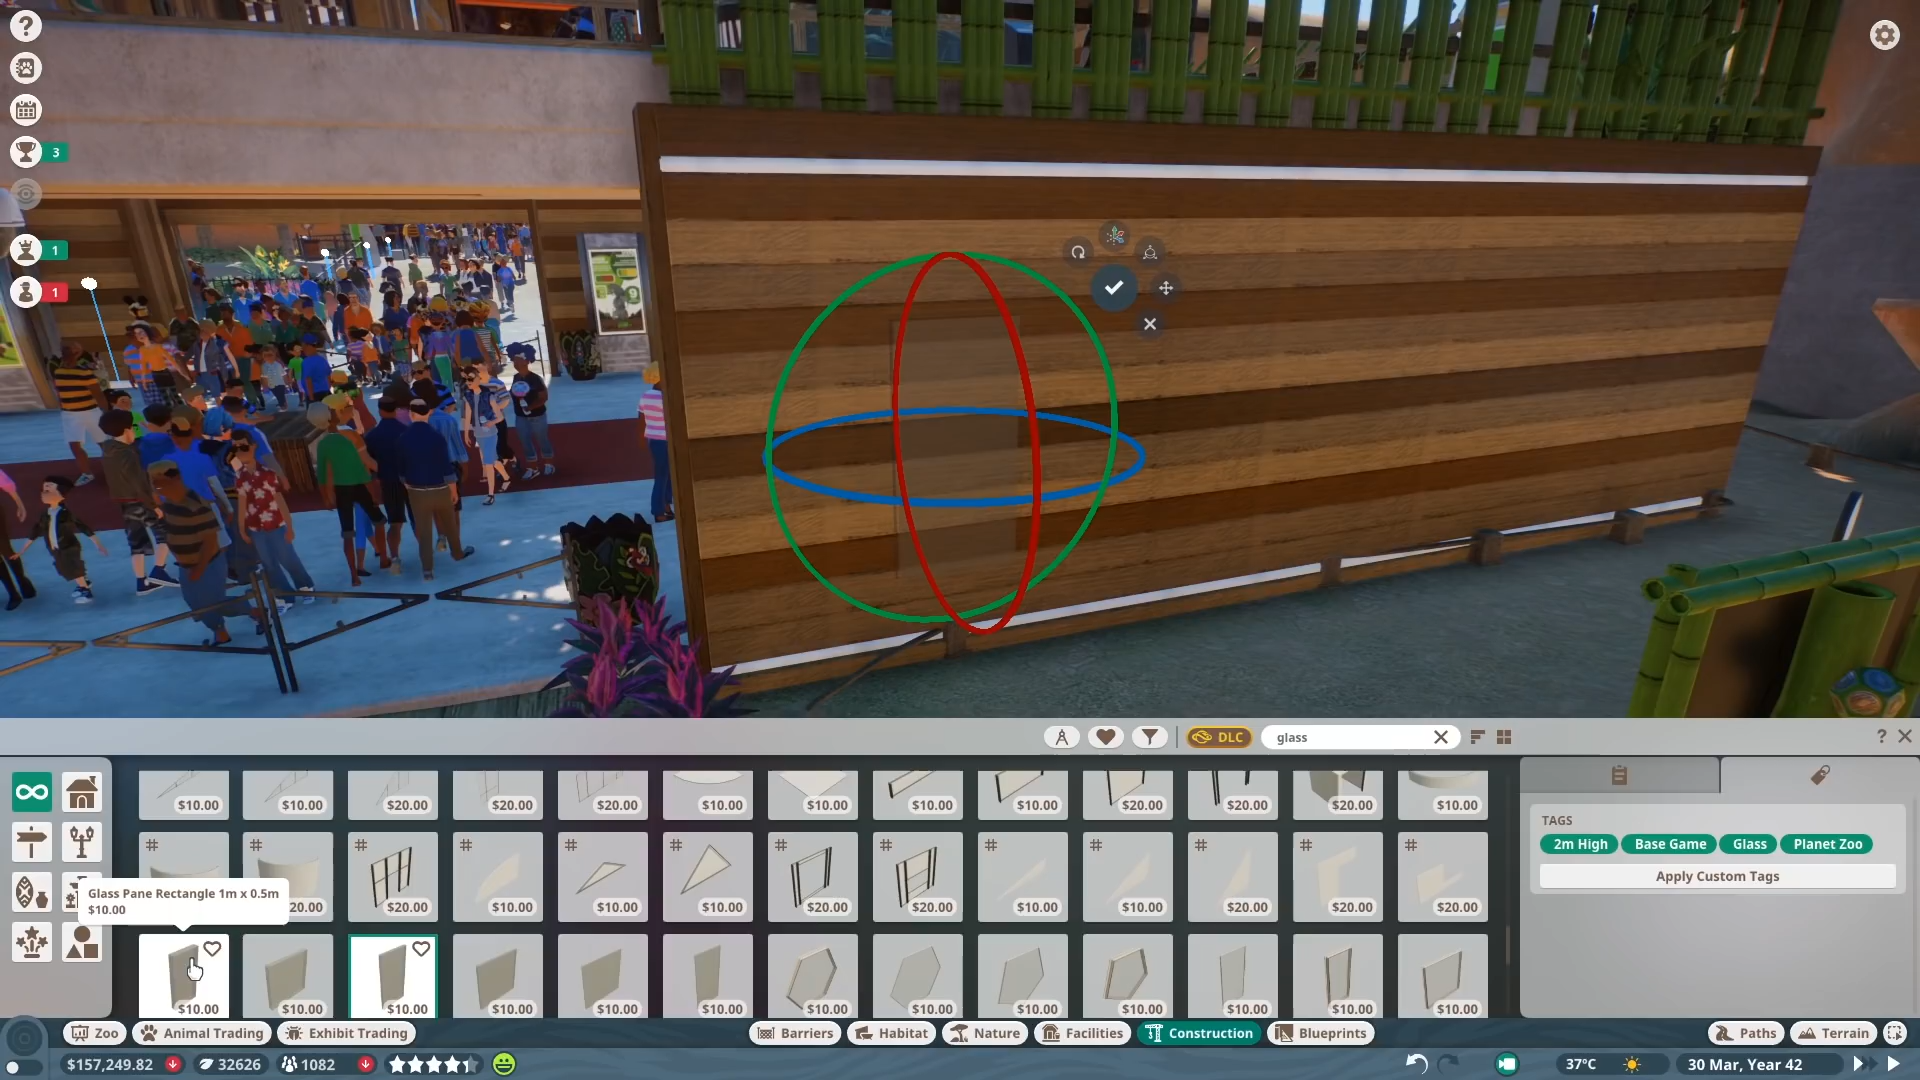 ?
3
1
1
DLC
glass
?
$10.00 $10.00 $20.00 $20.00 $20.00 $10.00 $10.00 $10.00 $10.00 $20.00 $20.00 $20.00 $10.00
Glass Pane Rectangle 1m x 0.5m
$10.00
20.00 $20.00 $10.00 $10.00 $10.00 $20.00 $20.00 $10.00 $10.00 $20.00 $20.00 $20.00
$10.00 $10.00 $10.00 $10.00 $10.00 $10.00 $10.00 $10.00 $10.00 $10.00 $10.00 $10.00 $10.00
TAGS
2m High Base Game Glass Planet Zoo
Apply Custom Tags
Zoo Animal Trading Exhibit Trading Barriers Habitat Nature Facilities Construction Blueprints Paths Terrain
$157,249.82 32626 1082 37°C 30 Mar, Year 42